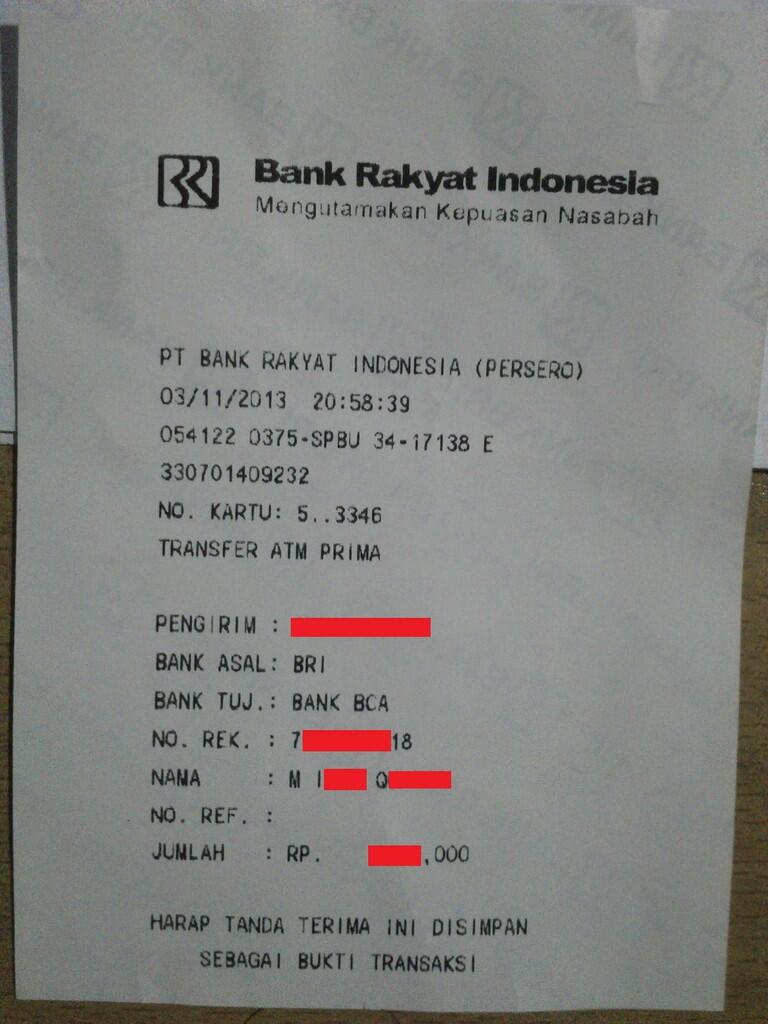 Bank Rakyat Indonesia
Mengutamakan Kepuasan Nasabah
PT BANK RAKYAT INDONESIA (PERSERO)
03/11/2013 20:58:39
054122 0375-SPBU 34-17138 E
330701409232
NO. KARTU: 5..3346
TRANSFER ATM PRIMA
PENGIRIM :
BANK ASAL: BRI
BANK TUJ.: BANK BCA
NO. REK. : 7 18
NAMA : M I Q
NO. REF. :
JUMLAH : RP. ,000
HARAP TANDA TERIMA INI DISIMPAN
SEBAGAI BUKTI TRANSAKSI